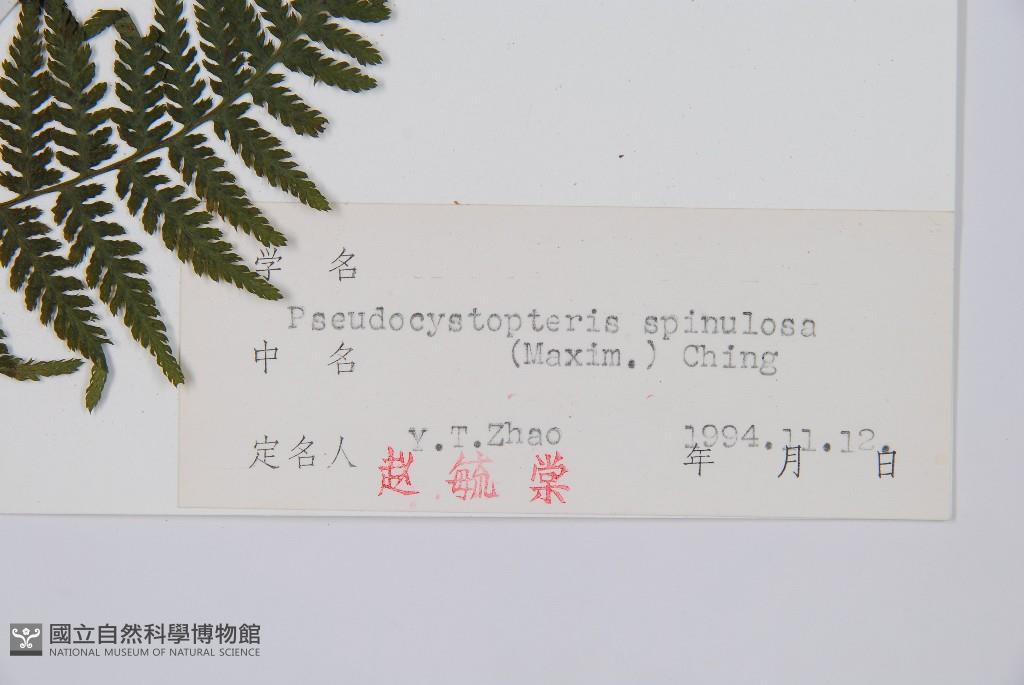 学 名
Pseudocystopteris spinulosa
中 名 (Maxim.) Ching
定名人 Y.T.Zhao 1994.11.12.
赵毓棠 年 月 日
國立自然科學博物館
NATIONAL MUSEUM OF NATURAL SCIENCE